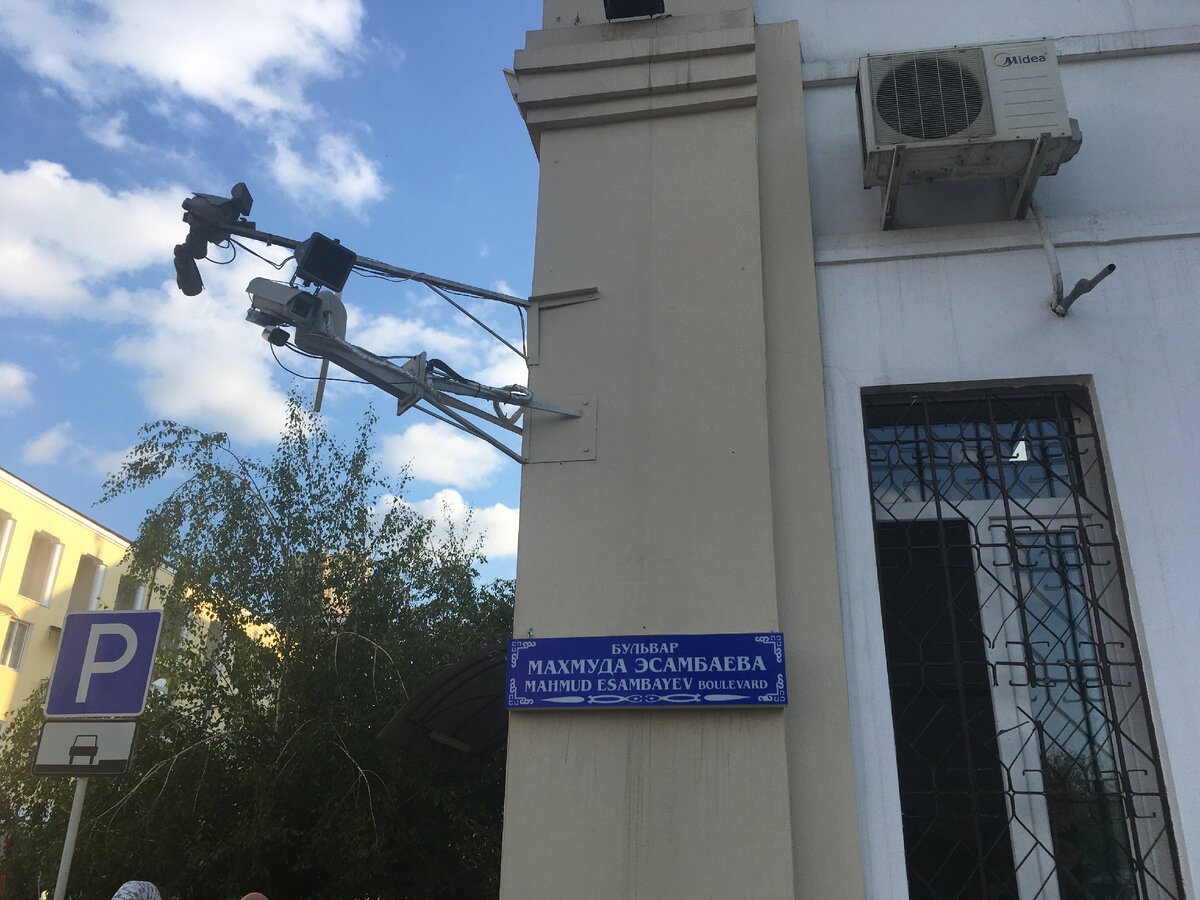 Midea
БУЛЬВАР
МАХМУДА ЭСАМБАЕВА
MAHMUD ESAMBAYEV BOULEVARD
P